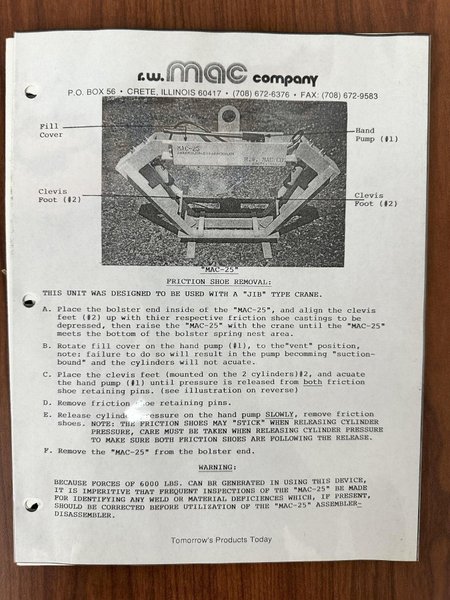 r.w. mac company
P.O. BOX 56 • CRETE, ILLINOIS 60417 • (708) 672-6376 • FAX: (708) 672-9583
Fill
Cover
Hand
Pump (#1)
MAC-25
R.W. MAC CO.
Clevis
Foot (#2)
Clevis
Foot (#2)
"MAC-25"
FRICTION SHOE REMOVAL:
THIS UNIT WAS DESIGNED TO BE USED WITH A "JIB" TYPE CRANE.
A. Place the bolster end inside of the "MAC-25", and align the clevis
feet (#2) up with thier respective friction shoe castings to be
depressed, then raise the "MAC-25" with the crane until the "MAC-25"
meets the bottom of the bolster spring nest area.
B. Rotate fill cover on the hand pump (#1), to the"vent" position,
note: failure to do so will result in the pump becomming "suction-
bound" and the cylinders will not acuate.
C. Place the clevis feet (mounted on the 2 cylinders)#2, and acuate
the hand pump (#1) until pressure is released from both friction
shoe retaining pins. (see illustration on reverse)
D. Remove friction shoe retaining pins.
E. Release cylinder pressure on the hand pump SLOWLY, remove friction
shoes. NOTE: THE FRICTION SHOES MAY "STICK" WHEN RELEASING CYLINDER
PRESSURE, CARE MUST BE TAKEN WHEN RELEASING CYLINDER PRESSURE
TO MAKE SURE BOTH FRICTION SHOES ARE FOLLOWING THE RELEASE.
F. Remove the "MAC-25" from the bolster end.
WARNING:
BECAUSE FORCES OF 6000 LBS. CAN BR GENERATED IN USING THIS DEVICE,
IT IS IMPERITIVE THAT FREQUENT INSPECTIONS OF THE "MAC-25" BE MADE
FOR IDENTIFYING ANY WELD OR MATERIAL DEFICIENCES WHICH, IF PRESENT,
SHOULD BE CORRECTED BEFORE UTILIZATION OF THE "MAC-25" ASSEMBLER-
DISASSEMBLER.
Tomorrow's Products Today